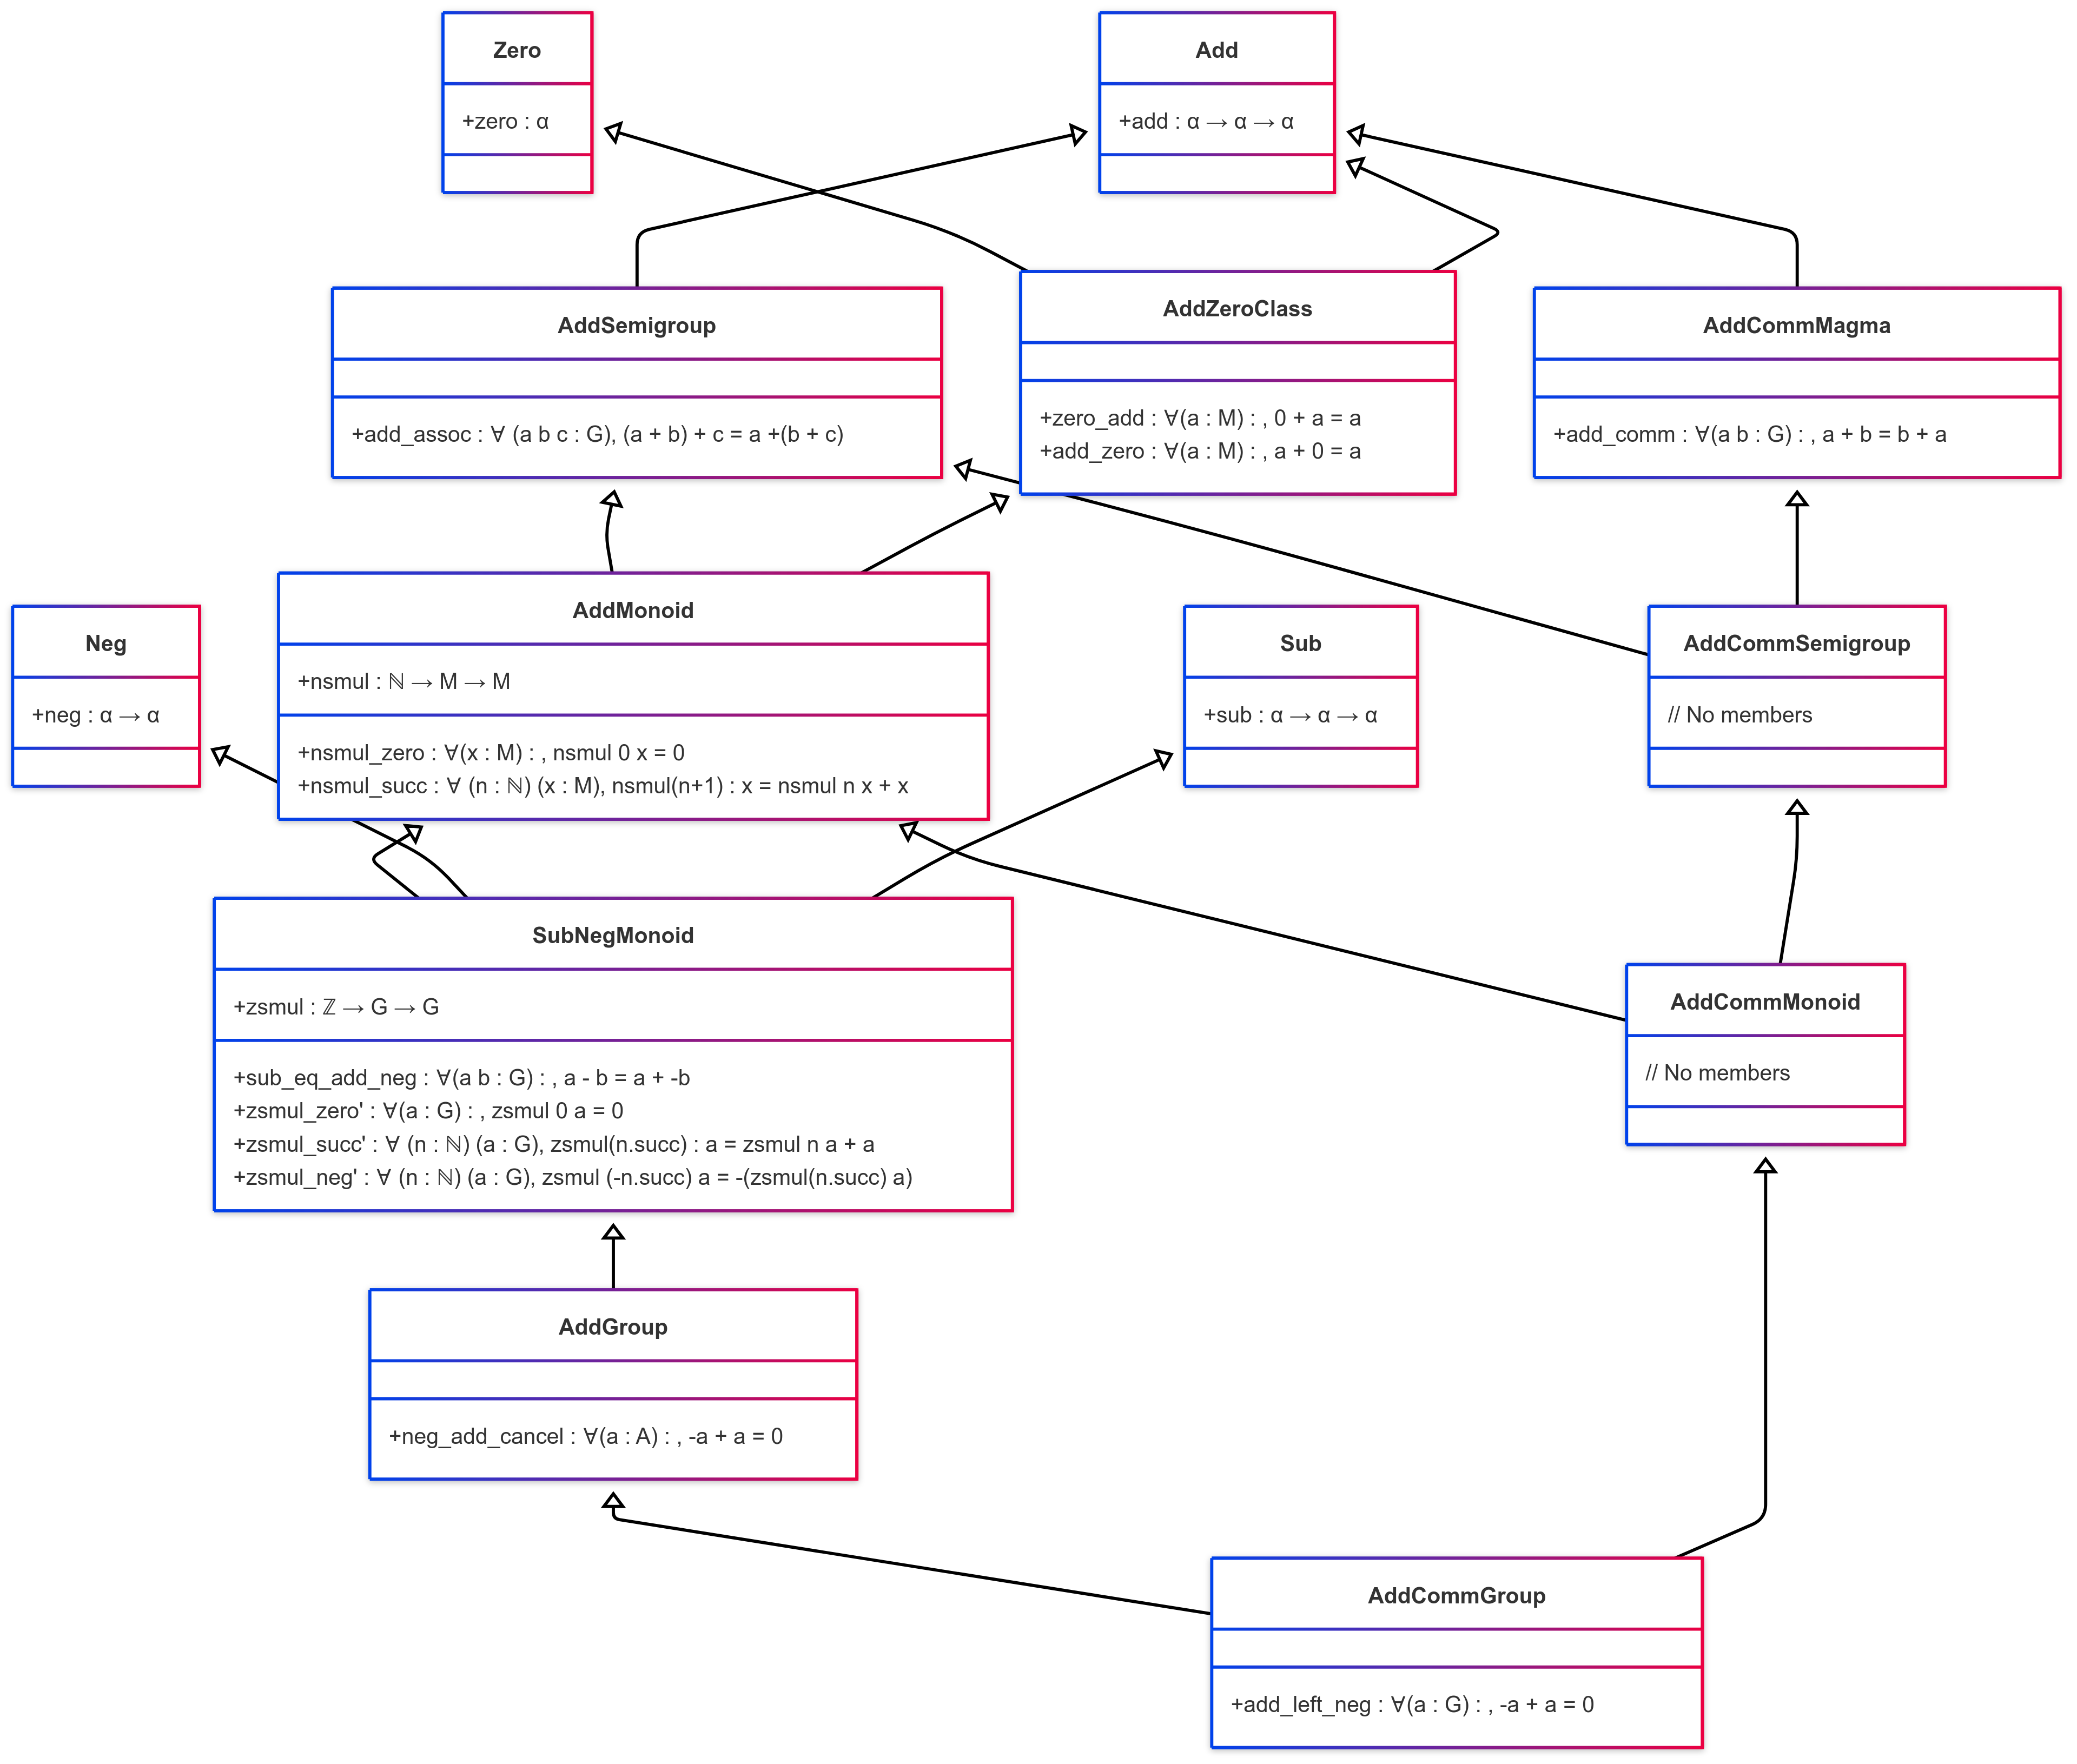 Zero
+zero : α
Add
+add : α → α → α
AddSemigroup
+add_assoc : ∀ (a b c : G), (a + b) + c = a +(b + c)
AddZeroClass
+zero_add : ∀(a : M) : , 0 + a = a
+add_zero : ∀(a : M) : , a + 0 = a
AddCommMagma
+add_comm : ∀(a b : G) : , a + b = b + a
Neg
+neg : α → α
AddMonoid
+nsmul : ℕ → M → M
+nsmul_zero : ∀(x : M) : , nsmul 0 x = 0
+nsmul_succ : ∀ (n : ℕ) (x : M), nsmul(n+1) : x = nsmul n x + x
Sub
+sub : α → α → α
AddCommSemigroup
// No members
SubNegMonoid
+zsmul : ℤ → G → G
+sub_eq_add_neg : ∀(a b : G) : , a - b = a + -b
+zsmul_zero' : ∀(a : G) : , zsmul 0 a = 0
+zsmul_succ' : ∀ (n : ℕ) (a : G), zsmul(n.succ) : a = zsmul n a + a
+zsmul_neg' : ∀ (n : ℕ) (a : G), zsmul (-n.succ) a = -(zsmul(n.succ) a)
AddCommMonoid
// No members
AddGroup
+neg_add_cancel : ∀(a : A) : , -a + a = 0
AddCommGroup
+add_left_neg : ∀(a : G) : , -a + a = 0